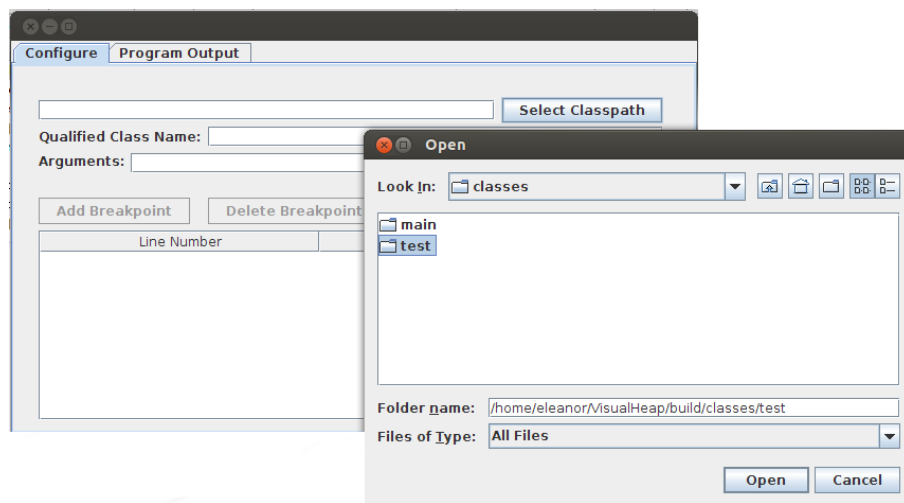 Configure Program Output
Select Classpath
Qualified Class Name:
Arguments:
Add Breakpoint Delete Breakpoint
Line Number
Open
Look In: classes
main
test
Folder name: /home/eleanor/VisualHeap/build/classes/test
Files of Type: All Files
Open Cancel